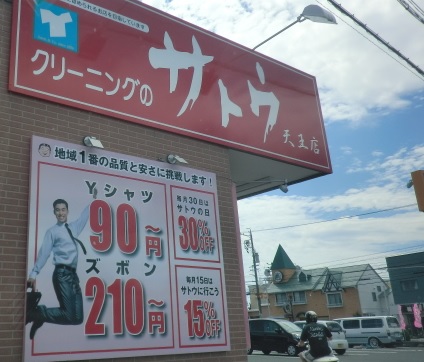 クリーニングの
サトウ
天王店
地域1番の品質と安さに挑戦します!
Yシャツ
90円～
ズボン
210円～
毎月30日は
サトウの日
30%OFF
毎月15日は
サトウに行こう
15%OFF